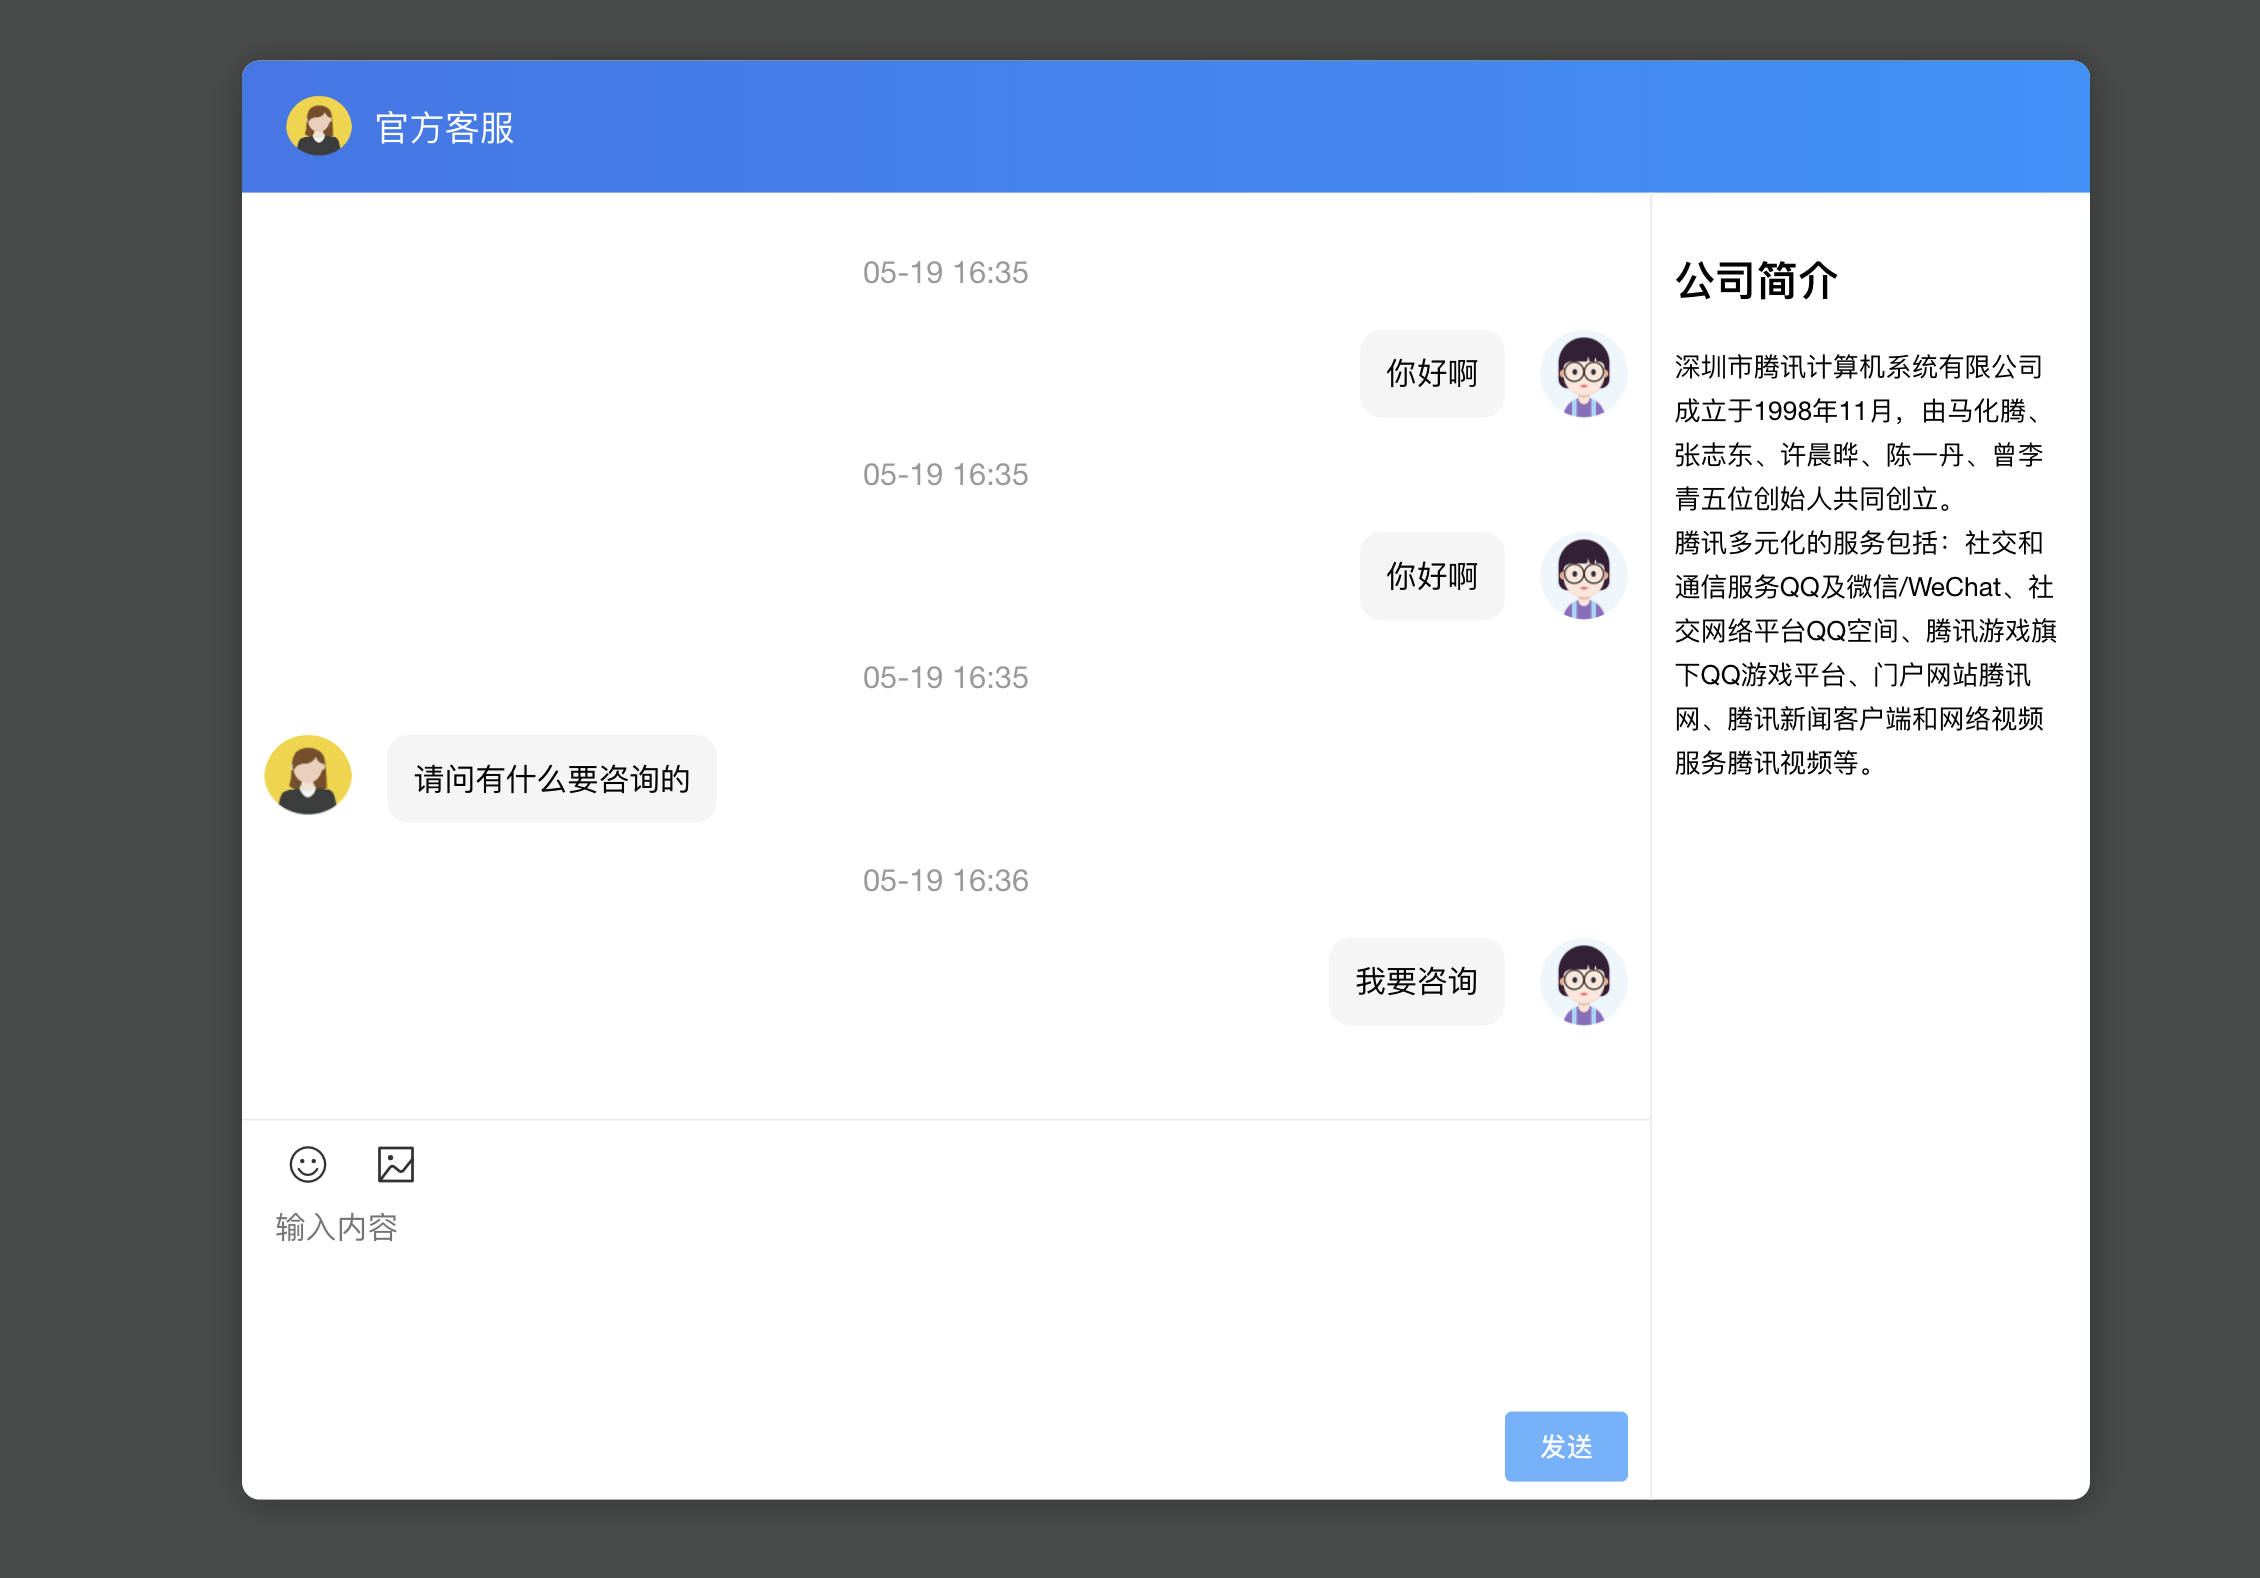 官方客服
05-19 16:35
你好啊
05-19 16:35
你好啊
05-19 16:35
请问有什么要咨询的
05-19 16:36
我要咨询
输入内容
发送
公司简介
深圳市腾讯计算机系统有限公司
成立于1998年11月，由马化腾、
张志东、许晨晔、陈一丹、曾李
青五位创始人共同创立。
腾讯多元化的服务包括：社交和
通信服务QQ及微信/WeChat、社
交网络平台QQ空间、腾讯游戏旗
下QQ游戏平台、门户网站腾讯
网、腾讯新闻客户端和网络视频
服务腾讯视频等。